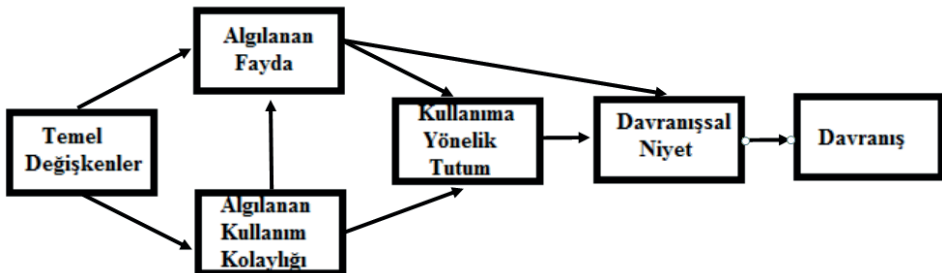 Algılanan
Fayda
Temel
Değişkenler
Algılanan
Kullanım
Kolaylığı
Kullanıma
Yönelik
Tutum
Davranışsal
Niyet
Davranış